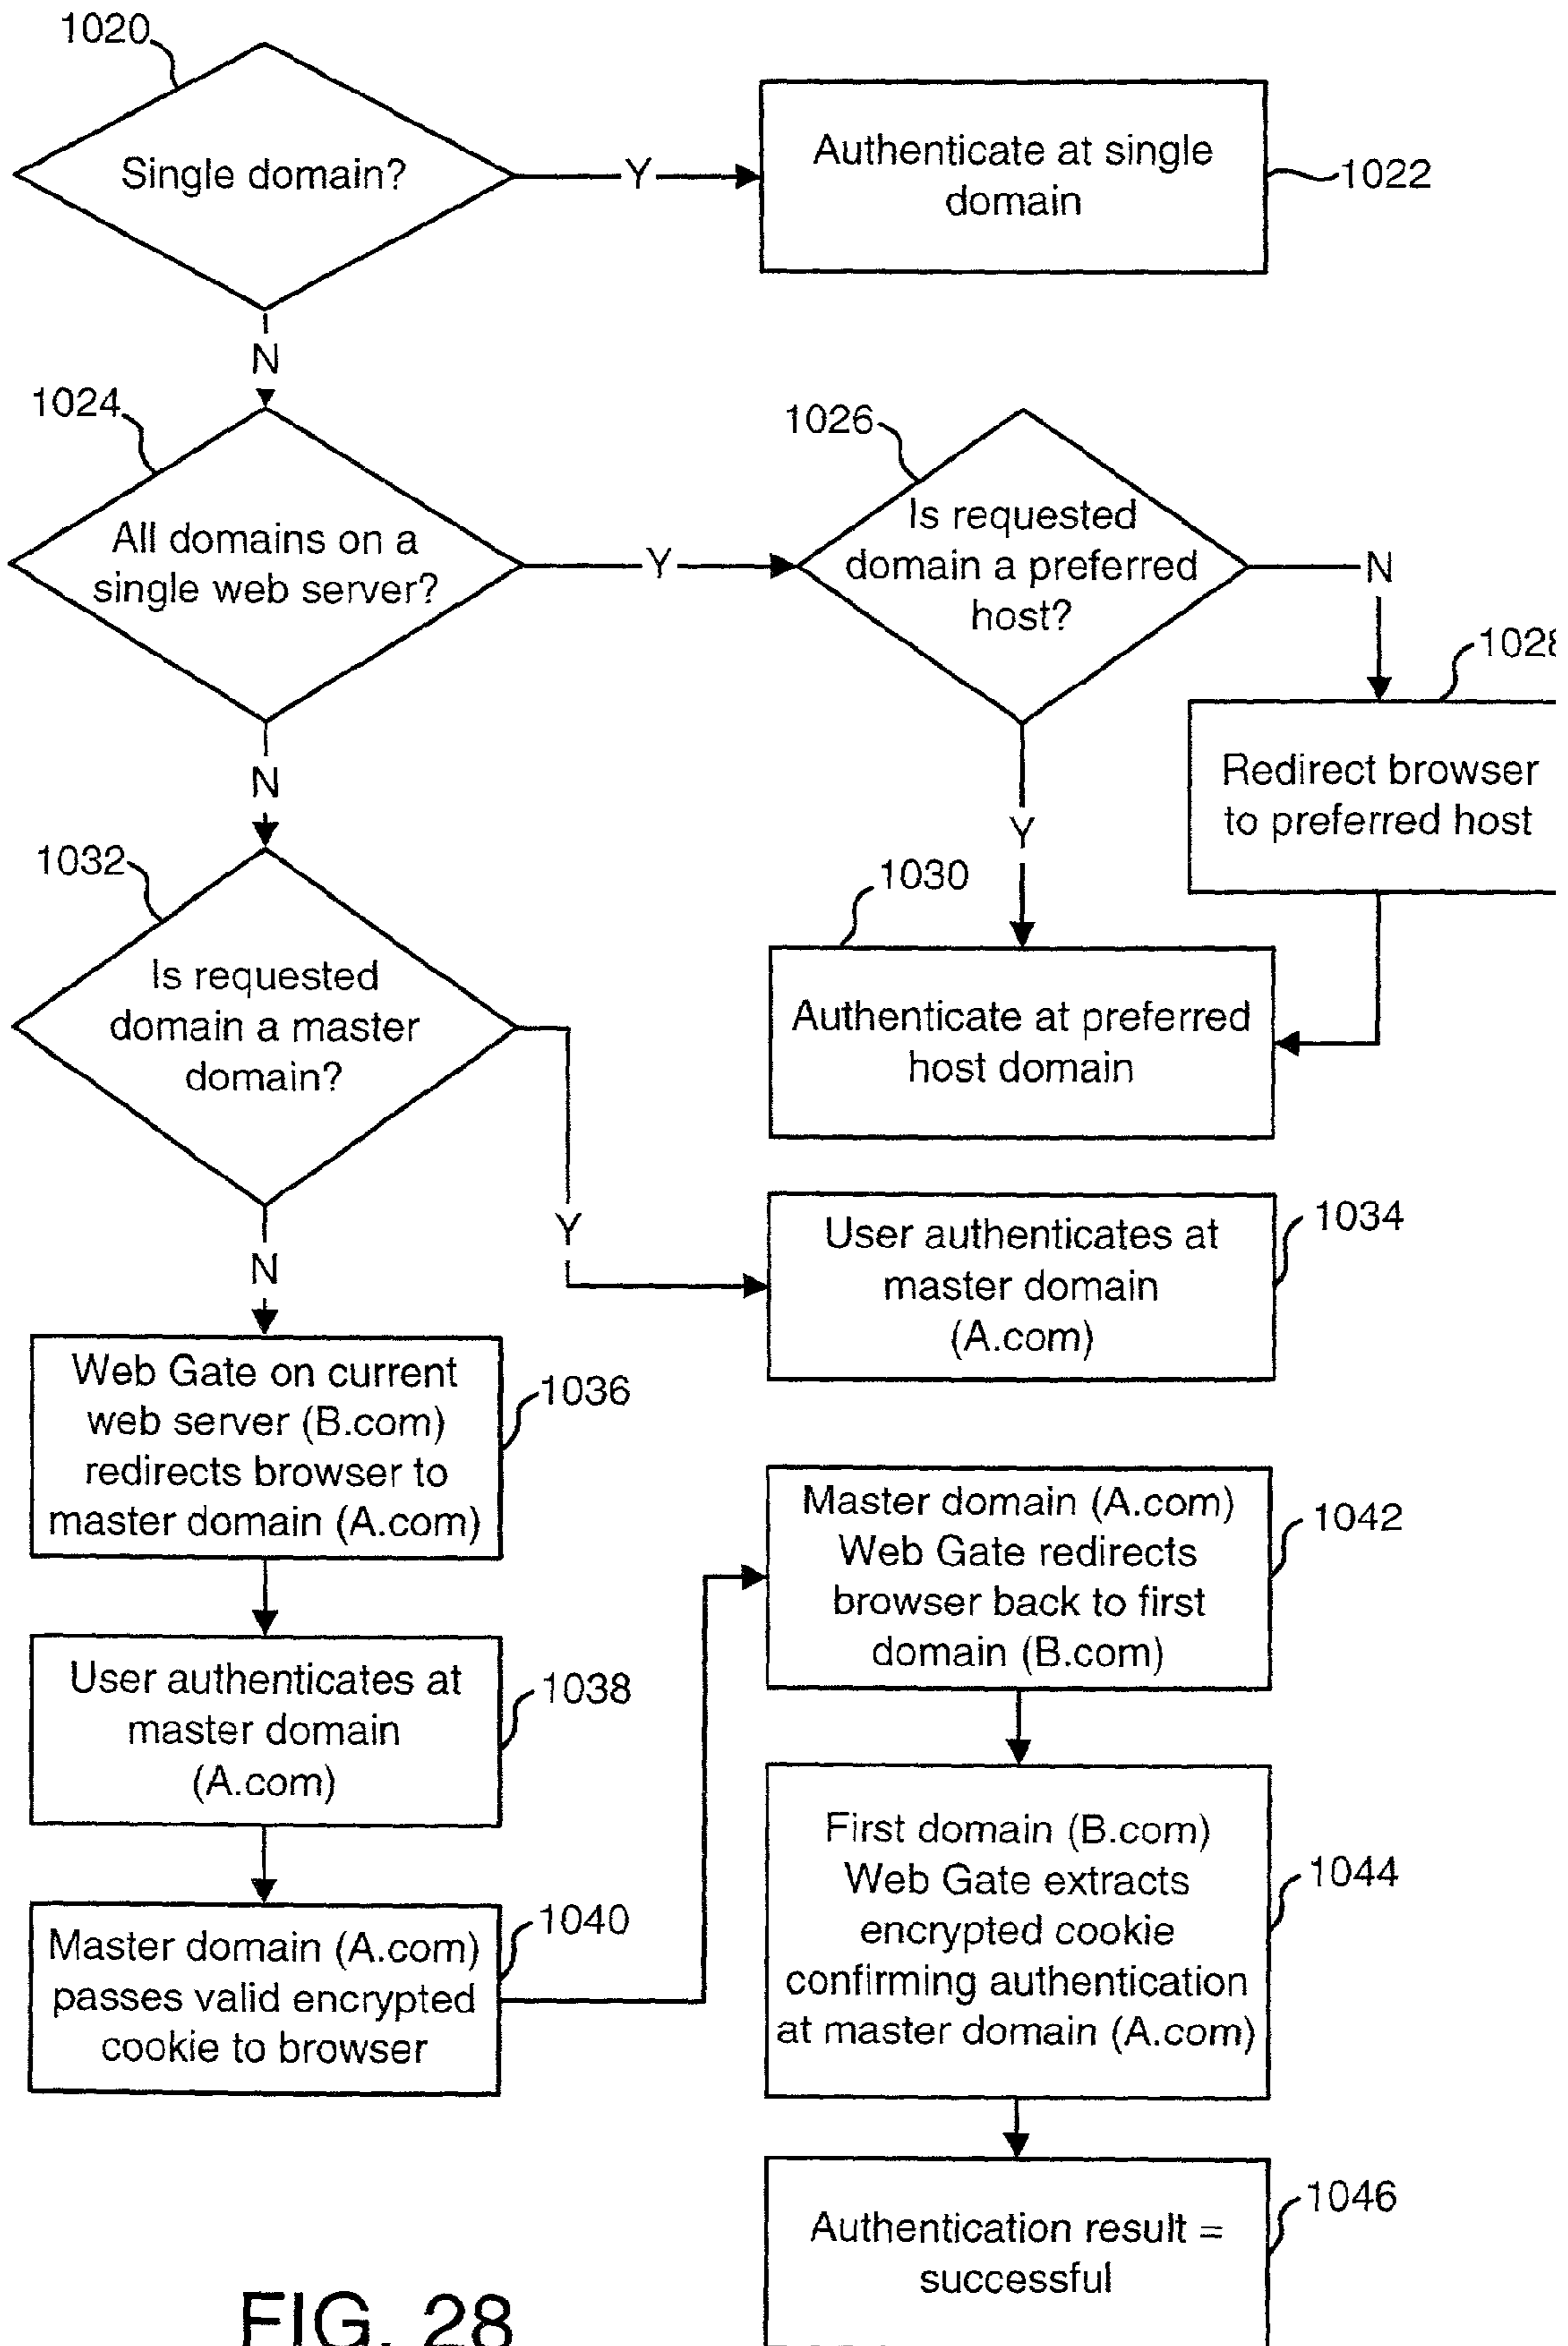 1020
Single domain?
Y
Authenticate at single
domain
1022
N
1024
All domains on a
single web server?
Y
1026
Is requested
domain a preferred
host?
N
1028
Redirect browser
to preferred host
Y
1030
Authenticate at preferred
host domain
N
1032
Is requested
domain a master
domain?
Y
1034
User authenticates at
master domain
(A.com)
N
Web Gate on current
web server (B.com)
redirects browser to
master domain (A.com)
1036
User authenticates at
master domain
(A.com)
1038
Master domain (A.com)
passes valid encrypted
cookie to browser
1040
Master domain (A.com)
Web Gate redirects
browser back to first
domain (B.com)
1042
First domain (B.com)
Web Gate extracts
encrypted cookie
confirming authentication
at master domain (A.com)
1044
Authentication result =
successful
1046
FIG. 28